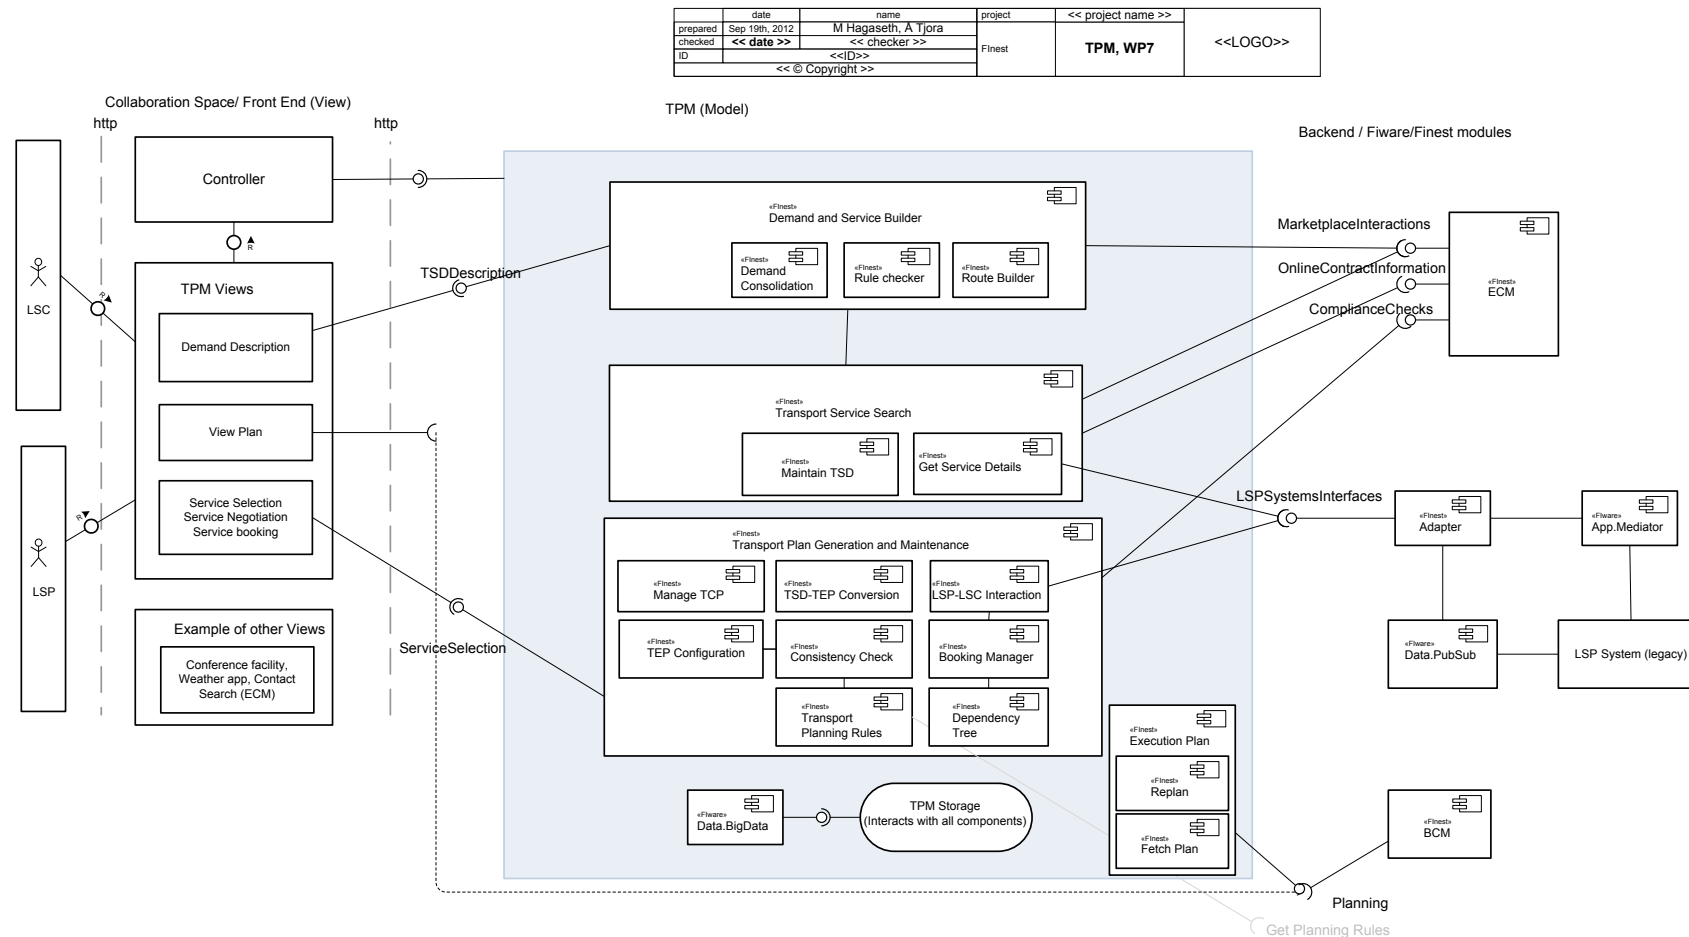 date name project << project name >>
prepared Sep 19th, 2012 M Hagaseth, A Tjora
checked << date >> << checker >> FInest TPM, WP7 <<LOGO>>
ID <<ID>>
<< © Copyright >>
Collaboration Space/ Front End (View)
TPM (Model)
Backend / Fiware/Finest modules
http
http
LSC
R
LSP
R
Controller
R
TPM Views
Demand Description
View Plan
Service Selection
Service Negotiation
Service booking
Example of other Views
Conference facility,
Weather app, Contact
Search (ECM)
TSDDescription
ServiceSelection
«FInest»
Demand and Service Builder
«FInest»
Demand
Consolidation
«FInest»
Rule checker
«FInest»
Route Builder
«FInest»
Transport Service Search
«FInest»
Maintain TSD
«FInest»
Get Service Details
«FInest»
Transport Plan Generation and Maintenance
«FInest»
Manage TCP
«FInest»
TSD-TEP Conversion
«FInest»
LSP-LSC Interaction
«FInest»
TEP Configuration
«FInest»
Consistency Check
«FInest»
Booking Manager
«FInest»
Transport
Planning Rules
«FInest»
Dependency
Tree
«FInest»
Execution Plan
«FInest»
Replan
«FInest»
Fetch Plan
«FIware»
Data.BigData
TPM Storage
(Interacts with all components)
MarketplaceInteractions
OnlineContractInformation
ComplianceChecks
«FInest»
ECM
LSPSystemsInterfaces
«FInest»
Adapter
«FIware»
App.Mediator
«FIware»
Data.PubSub
LSP System (legacy)
«FInest»
BCM
Planning
Get Planning Rules